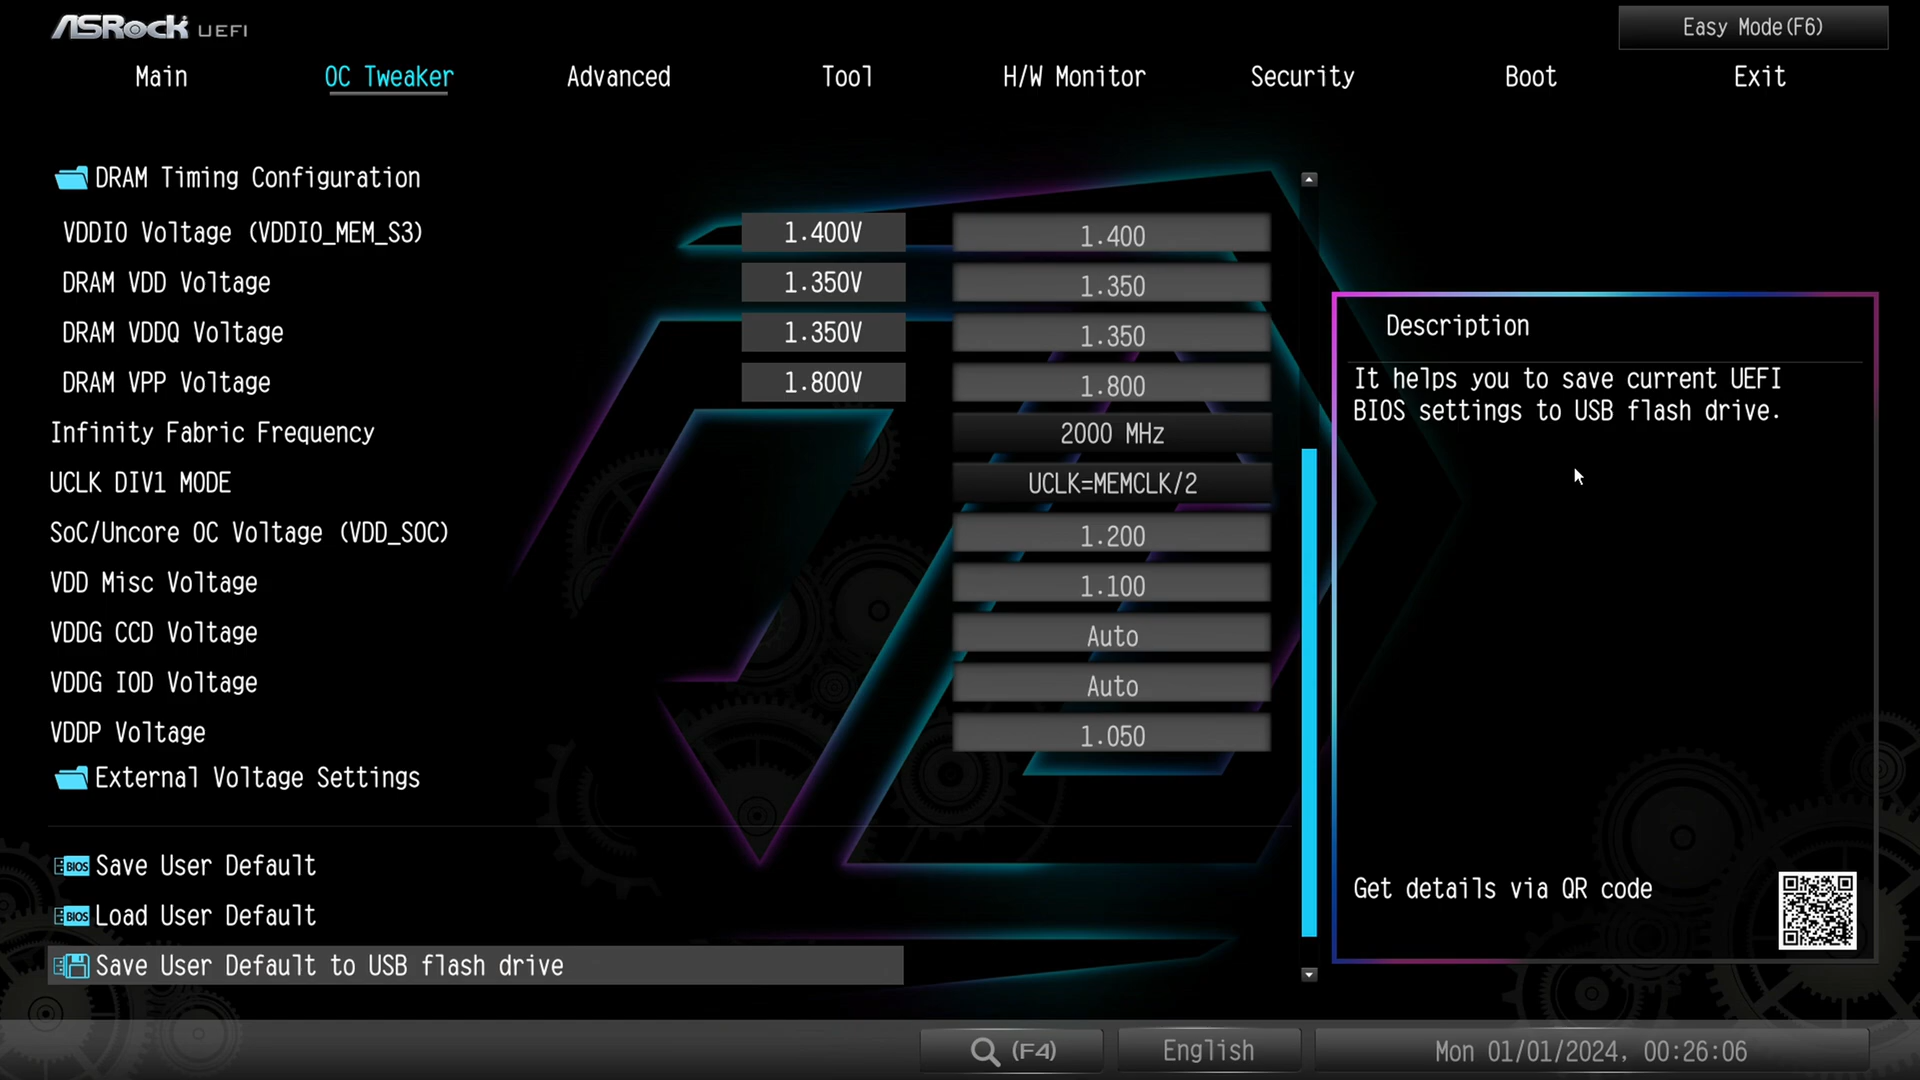 ASRock UEFI
Easy Mode(F6)
Main OC Tweaker Advanced Tool H/W Monitor Security Boot Exit
DRAM Timing Configuration
VDDIO Voltage (VDDIO_MEM_S3) 1.400V 1.400
DRAM VDD Voltage 1.350V 1.350
DRAM VDDQ Voltage 1.350V 1.350
DRAM VPP Voltage 1.800V 1.800
Infinity Fabric Frequency 2000 MHz
UCLK DIV1 MODE UCLK=MEMCLK/2
SoC/Uncore OC Voltage (VDD_SOC) 1.200
VDD Misc Voltage 1.100
VDDG CCD Voltage Auto
VDDG IOD Voltage Auto
VDDP Voltage 1.050
External Voltage Settings
BIOS Save User Default
BIOS Load User Default
Save User Default to USB flash drive
Description
It helps you to save current UEFI
BIOS settings to USB flash drive.
Get details via QR code
(F4) English Mon 01/01/2024, 00:26:06